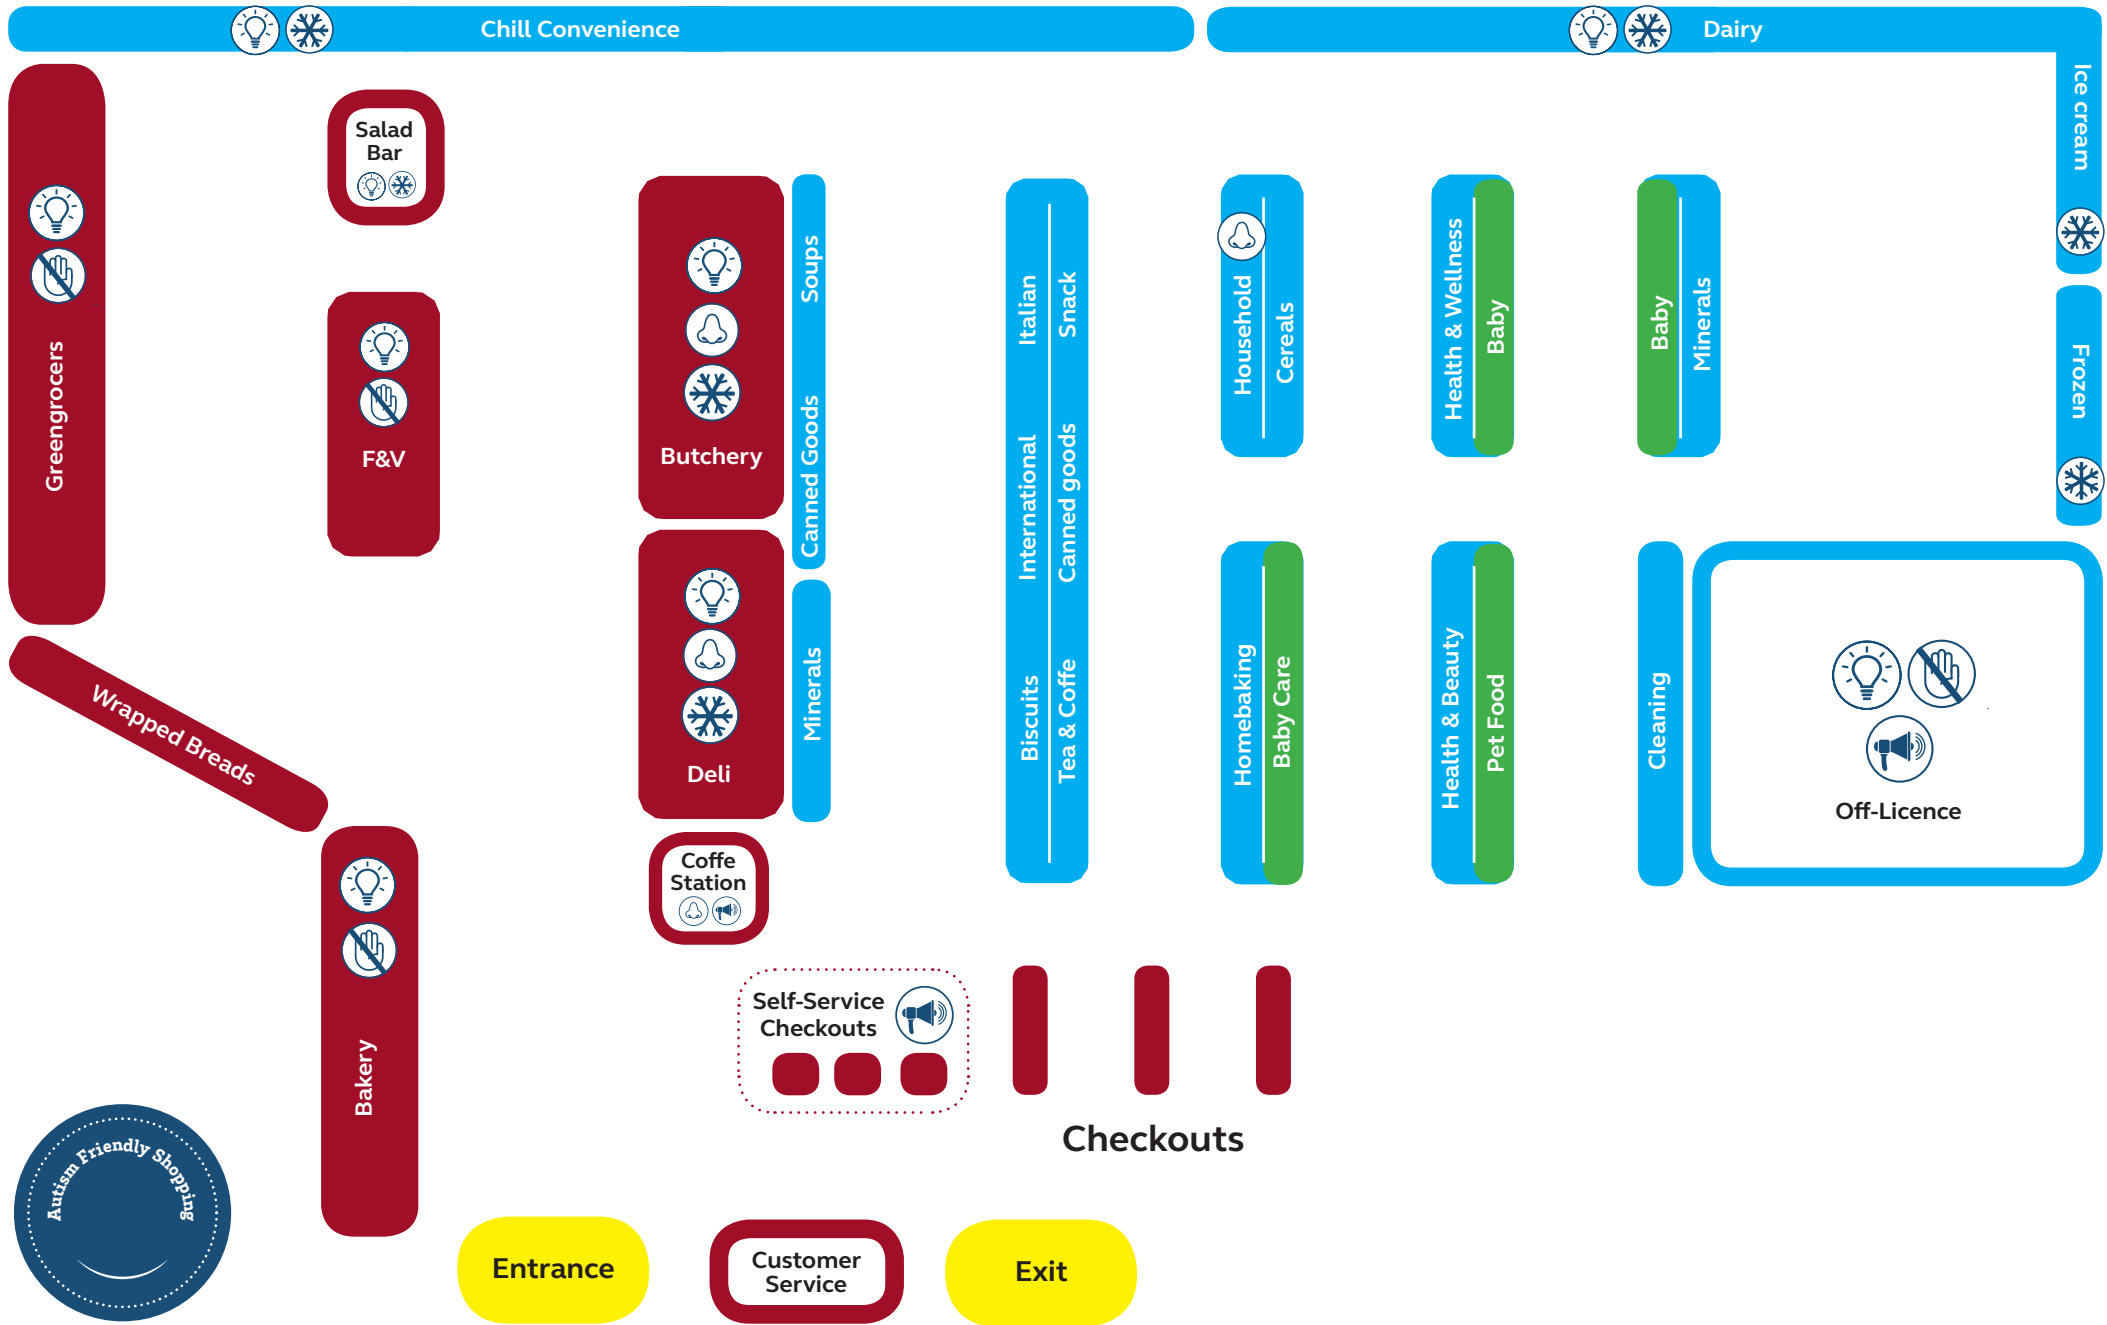 Chill Convenience
Dairy
Ice cream
Frozen
Greengrocers
Salad
Bar
F&V
Butchery
Soups
Canned Goods
Italian
International
Biscuits
Snack
Canned goods
Tea & Coffe
Household
Cereals
Health & Wellness
Baby
Baby
Minerals
Wrapped Breads
Deli
Minerals
Homebaking
Baby Care
Health & Beauty
Pet Food
Cleaning
Off-Licence
Coffe
Station
Bakery
Self-Service
Checkouts
Checkouts
Autism Friendly Shopping
Entrance
Customer
Service
Exit